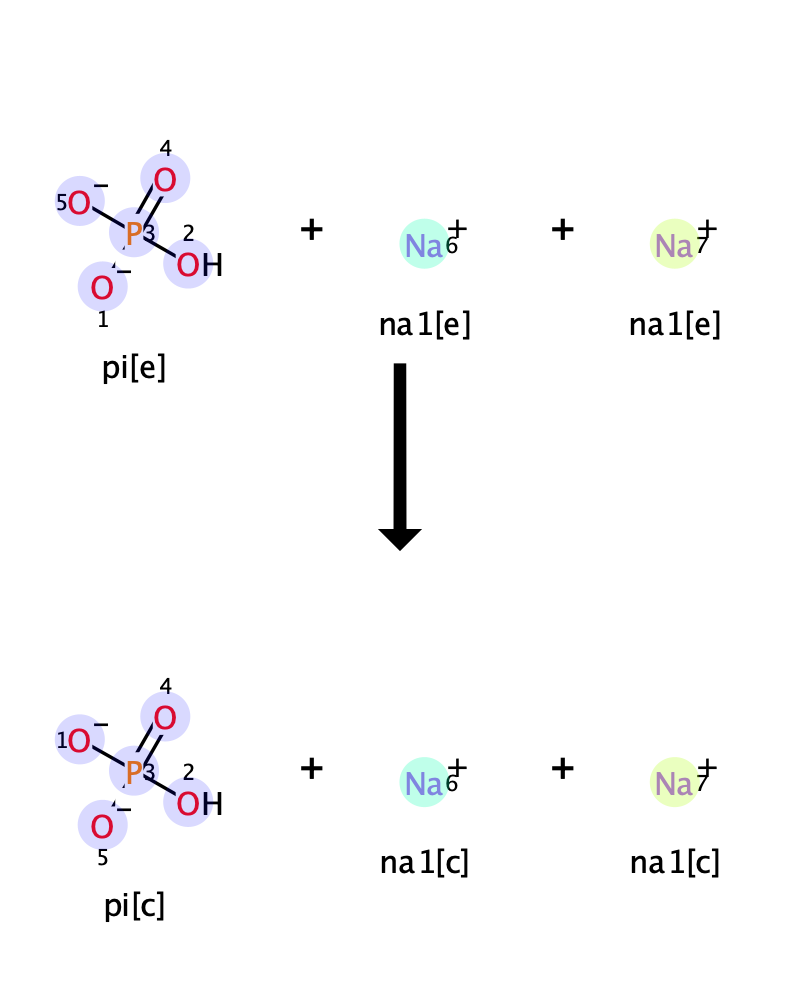 4
5O− O
P3 2
+ Na6+ + Na7+
O− OH
1
na1[e] na1[e]
pi[e]
4
1O− O
P3 2
+ Na6+ + Na7+
O− OH
5
na1[c] na1[c]
pi[c]